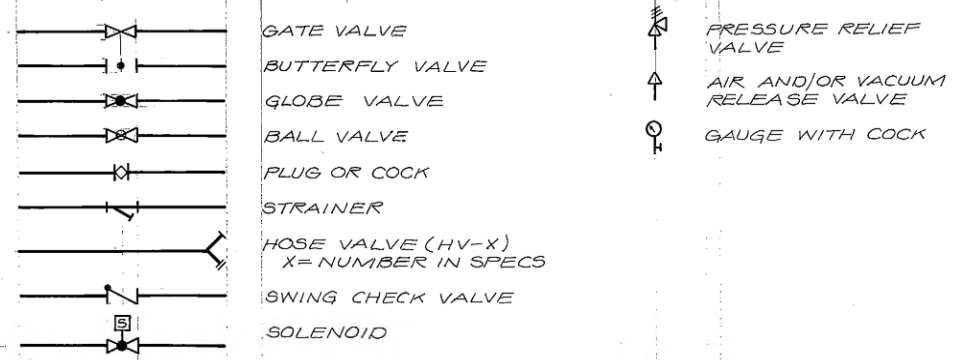 GATE VALVE
BUTTERFLY VALVE
GLOBE VALVE
BALL VALVE
PLUG OR COCK
STRAINER
HOSE VALVE (HV-X)
X= NUMBER IN SPECS
SWING CHECK VALVE
S
SOLENOID
PRESSURE RELIEF
VALVE
AIR AND/OR VACUUM
RELEASE VALVE
GAUGE WITH COCK